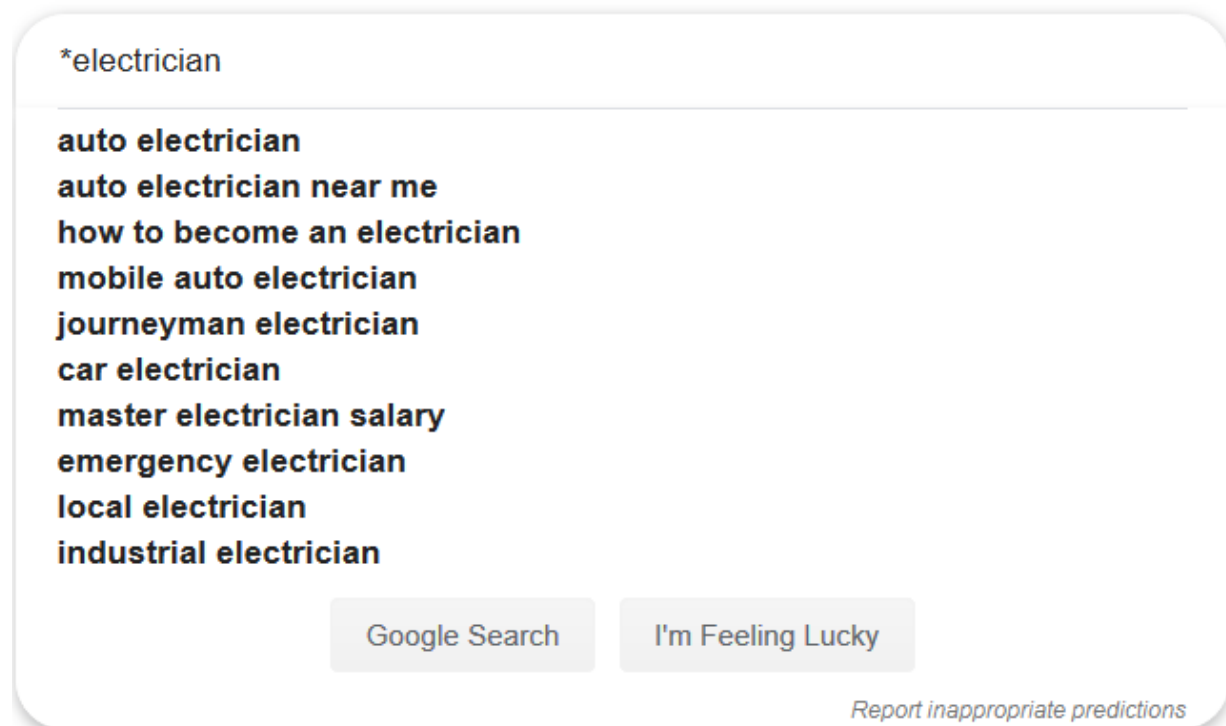 *electrician
auto electrician
auto electrician near me
how to become an electrician
mobile auto electrician
journeyman electrician
car electrician
master electrician salary
emergency electrician
local electrician
industrial electrician
Google Search I'm Feeling Lucky
Report inappropriate predictions